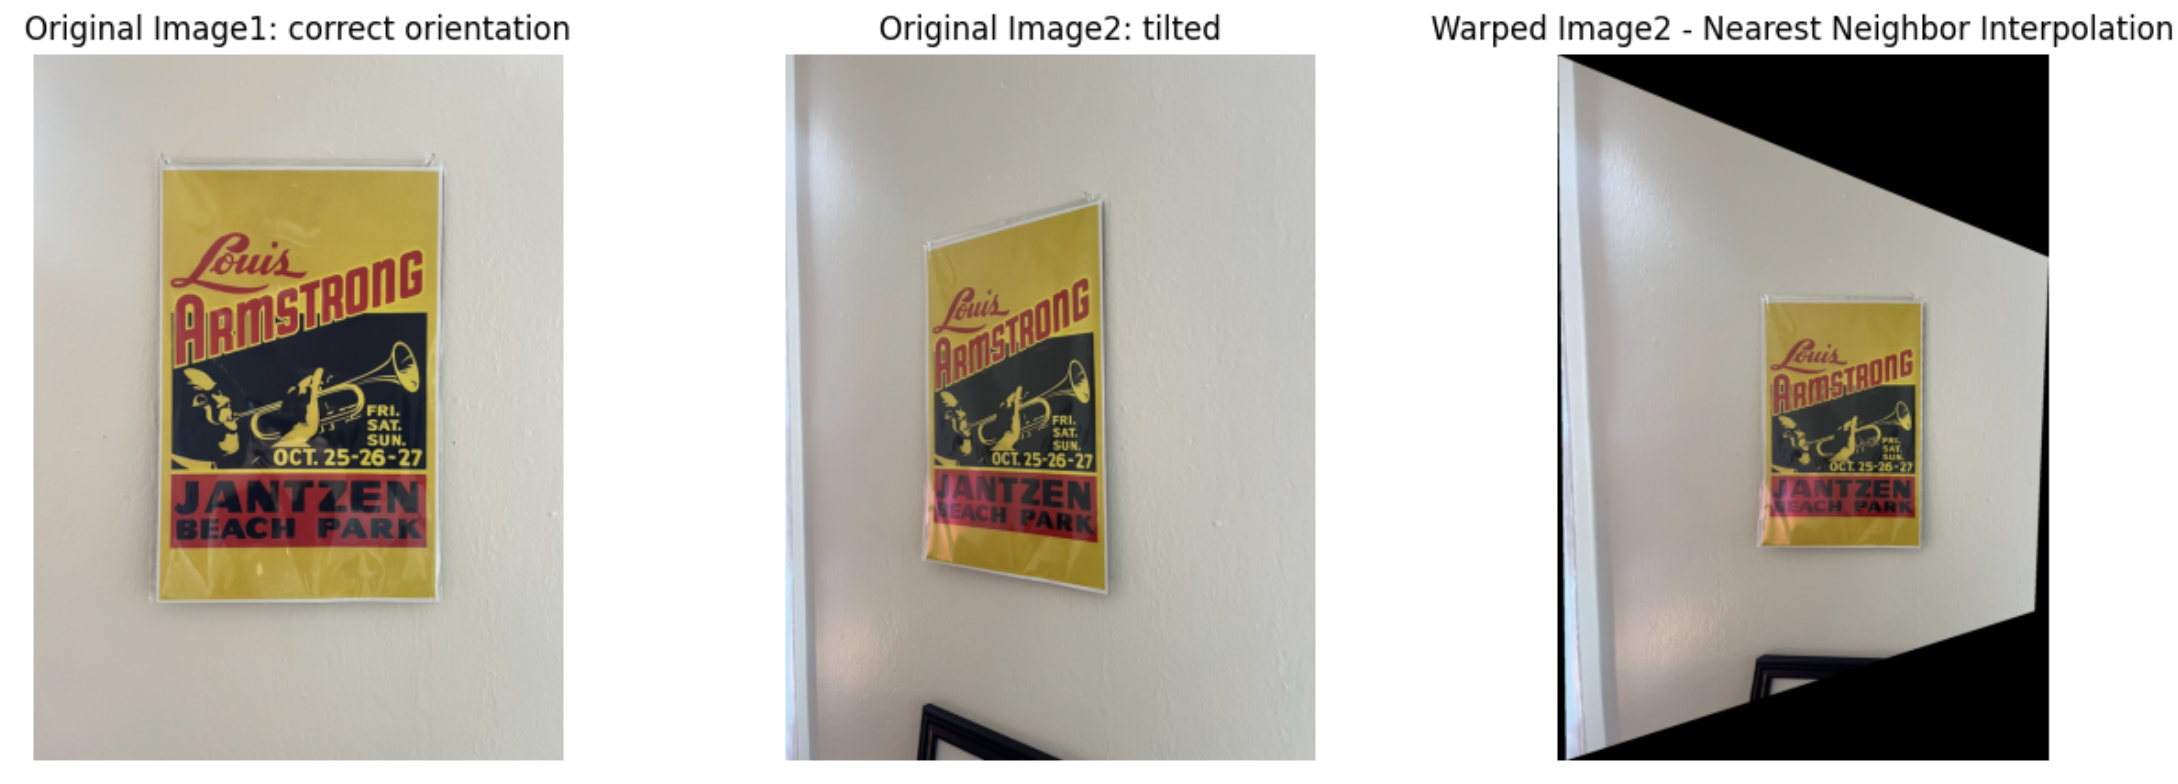 Original Image1: correct orientation
Louis
ARMSTRONG
FRI.
SAT.
SUN.
OCT. 25-26-27
JANTZEN
BEACH PARK
Original Image2: tilted
Louis
ARMSTRONG
FRI.
SAT.
SUN.
OCT. 25-26-27
JANTZEN
BEACH PARK
Warped Image2 - Nearest Neighbor Interpolation
Louis
ARMSTRONG
FRI.
SAT.
SUN.
OCT. 25-26-27
JANTZEN
BEACH PARK